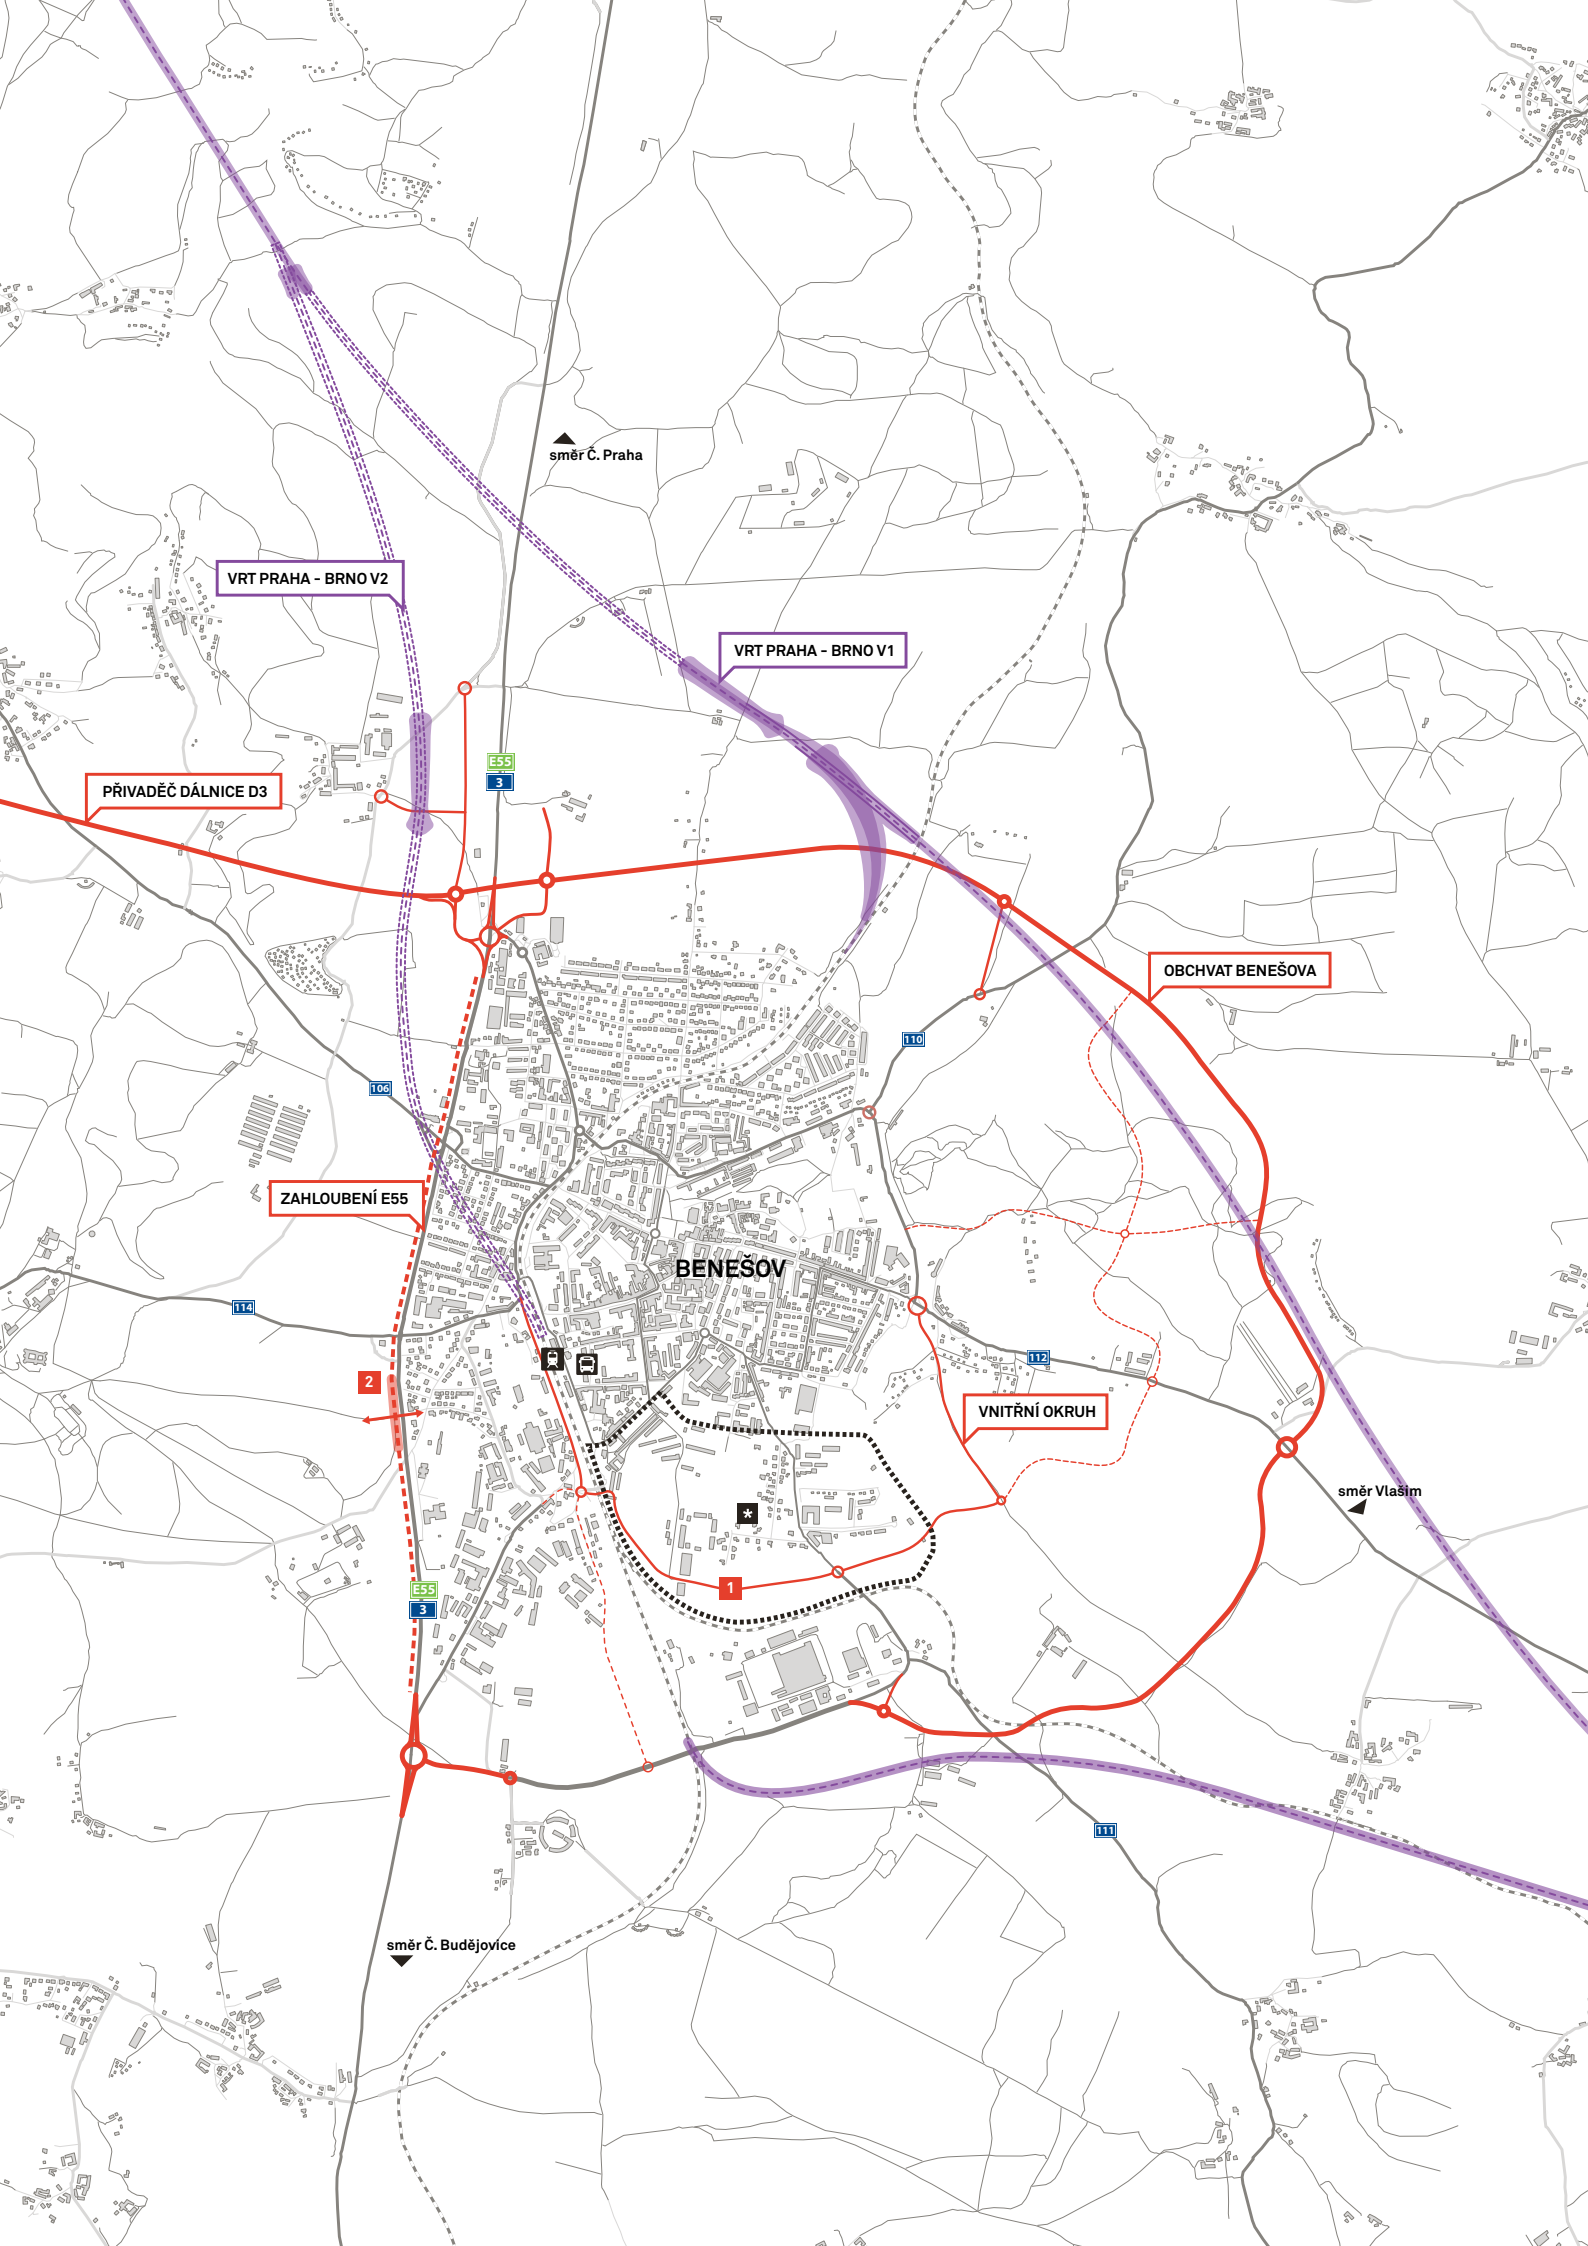 směr Č. Praha
VRT PRAHA - BRNO V2
VRT PRAHA - BRNO V1
E55
3
PŘIVADĚČ DÁLNICE D3
OBCHVAT BENEŠOVA
110
106
ZAHLOUBENÍ E55
BENEŠOV
114
112
2
VNITŘNÍ OKRUH
směr Vlašim
*
1
E55
3
111
směr Č. Budějovice